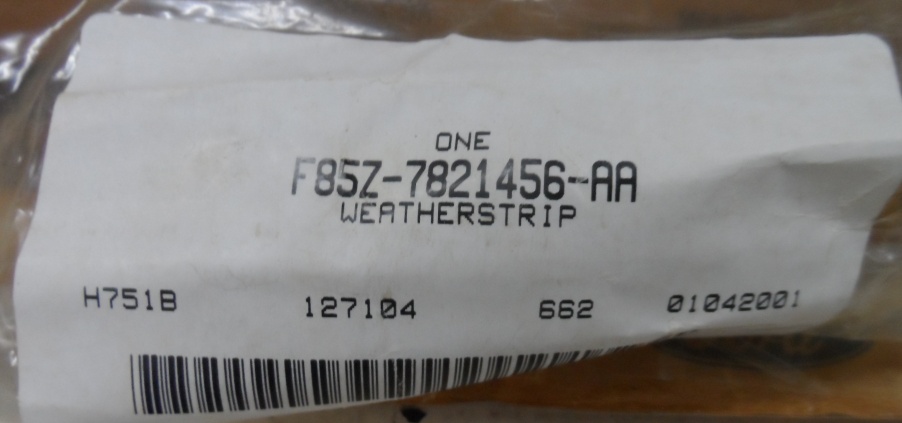 ONE
F85Z-7821456-AA
WEATHERSTRIP
H751B 127104 662 01042001